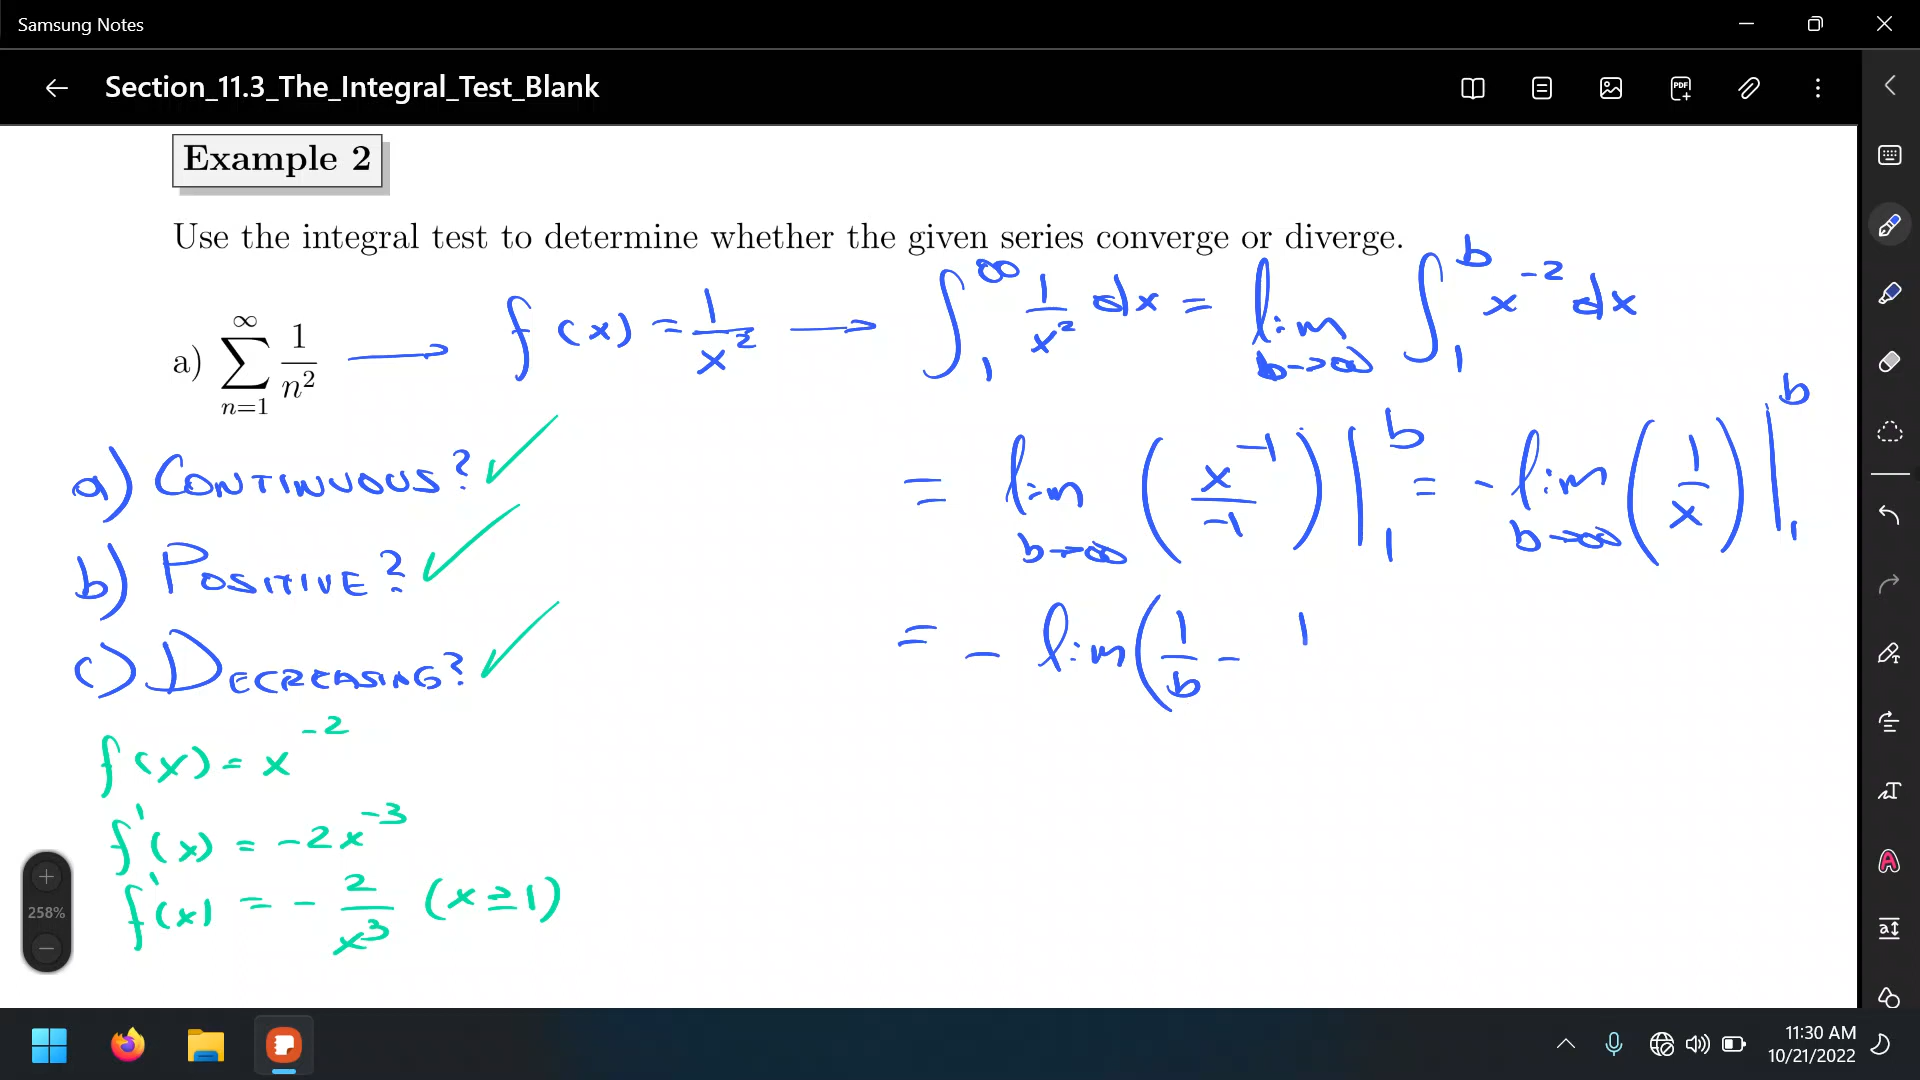 Samsung Notes
Section_11.3_The_Integral_Test_Blank
PDF
Example 2
Use the integral test to determine whether the given series converge or diverge.
a) ∑_{n=1}^{∞} 1/n² → f(x) = 1/x² → ∫_1^∞ 1/x² dx = lim_{b→∞} ∫_1^b x^{-2} dx
= lim_{b→∞} (x^{-1}/-1)|_1^b = - lim_{b→∞} (1/x)|_1^b
= - lim (1/b - 1
a) CONTINUOUS? ✓
b) POSITIVE? ✓
c) DECREASING? ✓
f(x) = x^{-2}
f'(x) = -2x^{-3}
f'(x) = - 2/x³ (x ≥ 1)
258%
11:30 AM
10/21/2022